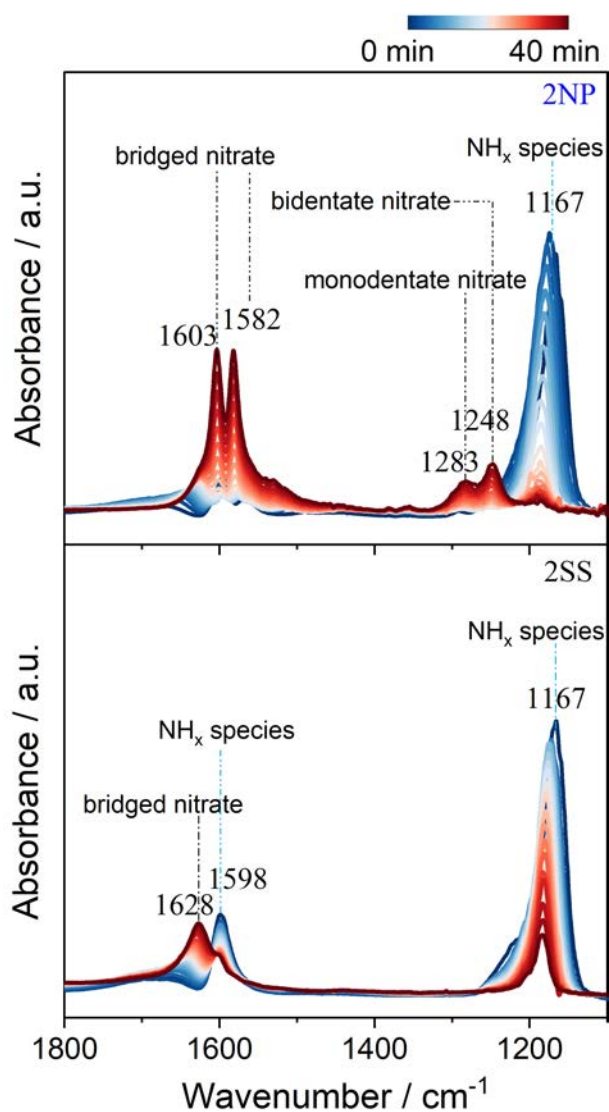 0 min 40 min
2NP
bridged nitrate
NHₓ species
bidentate nitrate
1167
monodentate nitrate
1603
1582
1248
1283
Absorbance / a.u.
2SS
NHₓ species
1167
NHₓ species
bridged nitrate
1598
1628
Absorbance / a.u.
1800 1600 1400 1200
Wavenumber / cm⁻¹